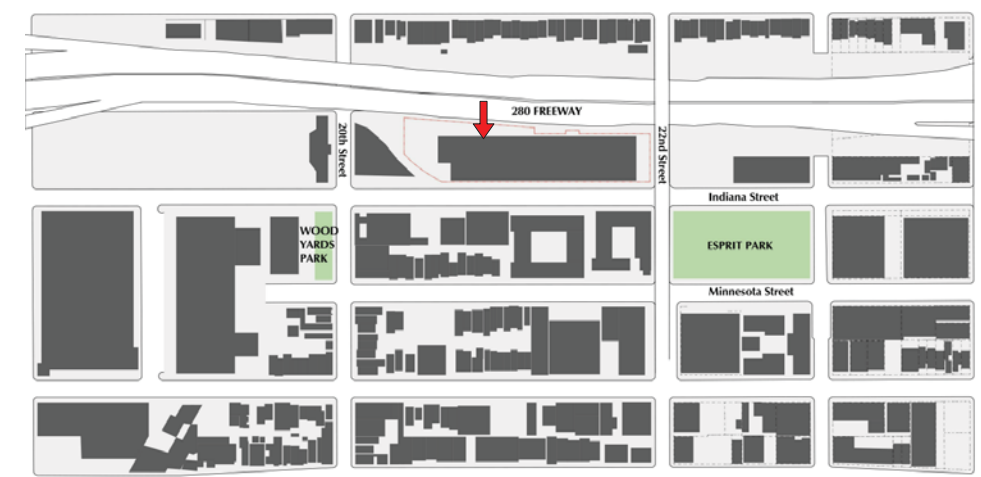 280 FREEWAY
20th Street
22nd Street
Indiana Street
WOOD
YARDS
PARK
ESPRIT PARK
Minnesota Street